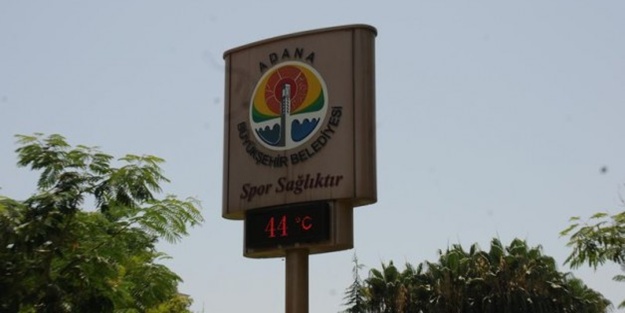 ADANA
BÜYÜKŞEHİR BELEDİYESİ
Spor Sağlıktır
44 °C